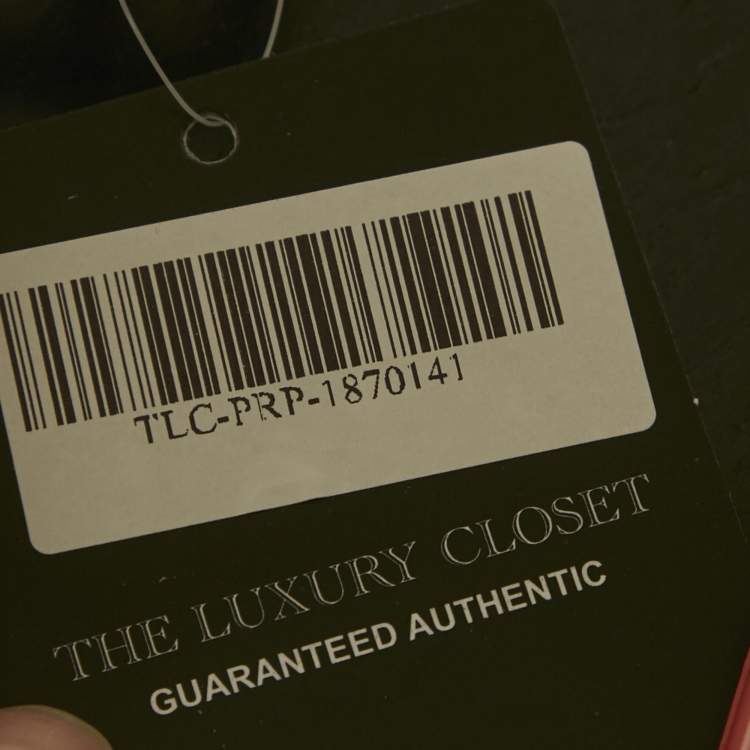 TLC-PRP-1870141
THE LUXURY CLOSET
GUARANTEED AUTHENTIC